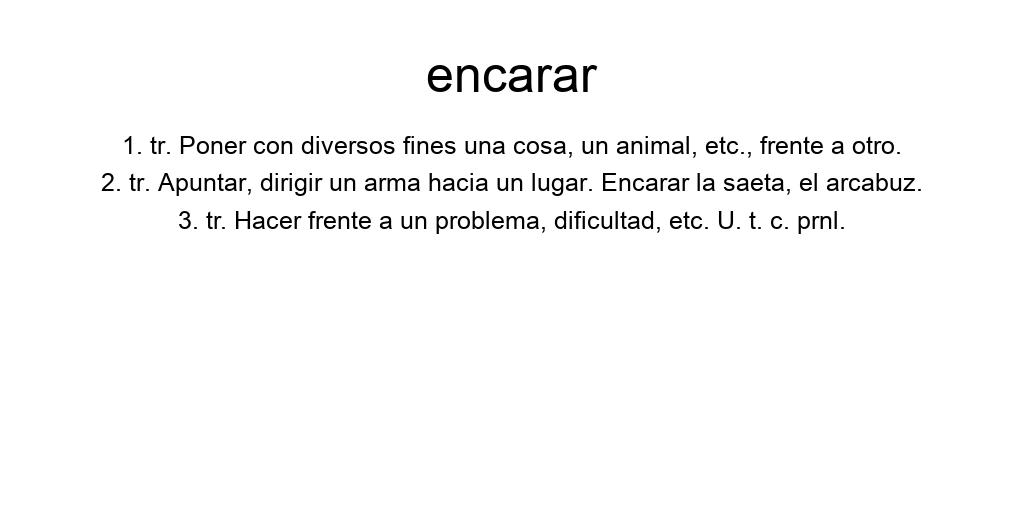 encarar
1. tr. Poner con diversos fines una cosa, un animal, etc., frente a otro.
2. tr. Apuntar, dirigir un arma hacia un lugar. Encarar la saeta, el arcabuz.
3. tr. Hacer frente a un problema, dificultad, etc. U. t. c. prnl.